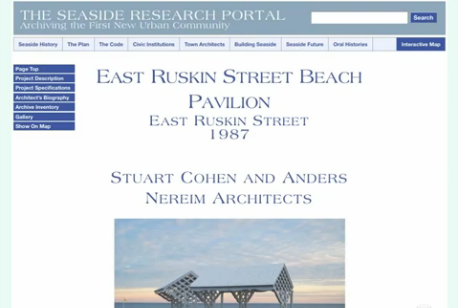 THE SEASIDE RESEARCH PORTAL
Archiving the First New Urban Community
Search
Seaside History The Plan The Code Civic Institutions Town Architects Building Seaside Seaside Future Oral Histories Interactive Map
Page Top
Project Description
Project Specifications
Architect's Biography
Archive Inventory
Gallery
Show On Map
EAST RUSKIN STREET BEACH
PAVILION
EAST RUSKIN STREET
1987
STUART COHEN AND ANDERS
NEREIM ARCHITECTS